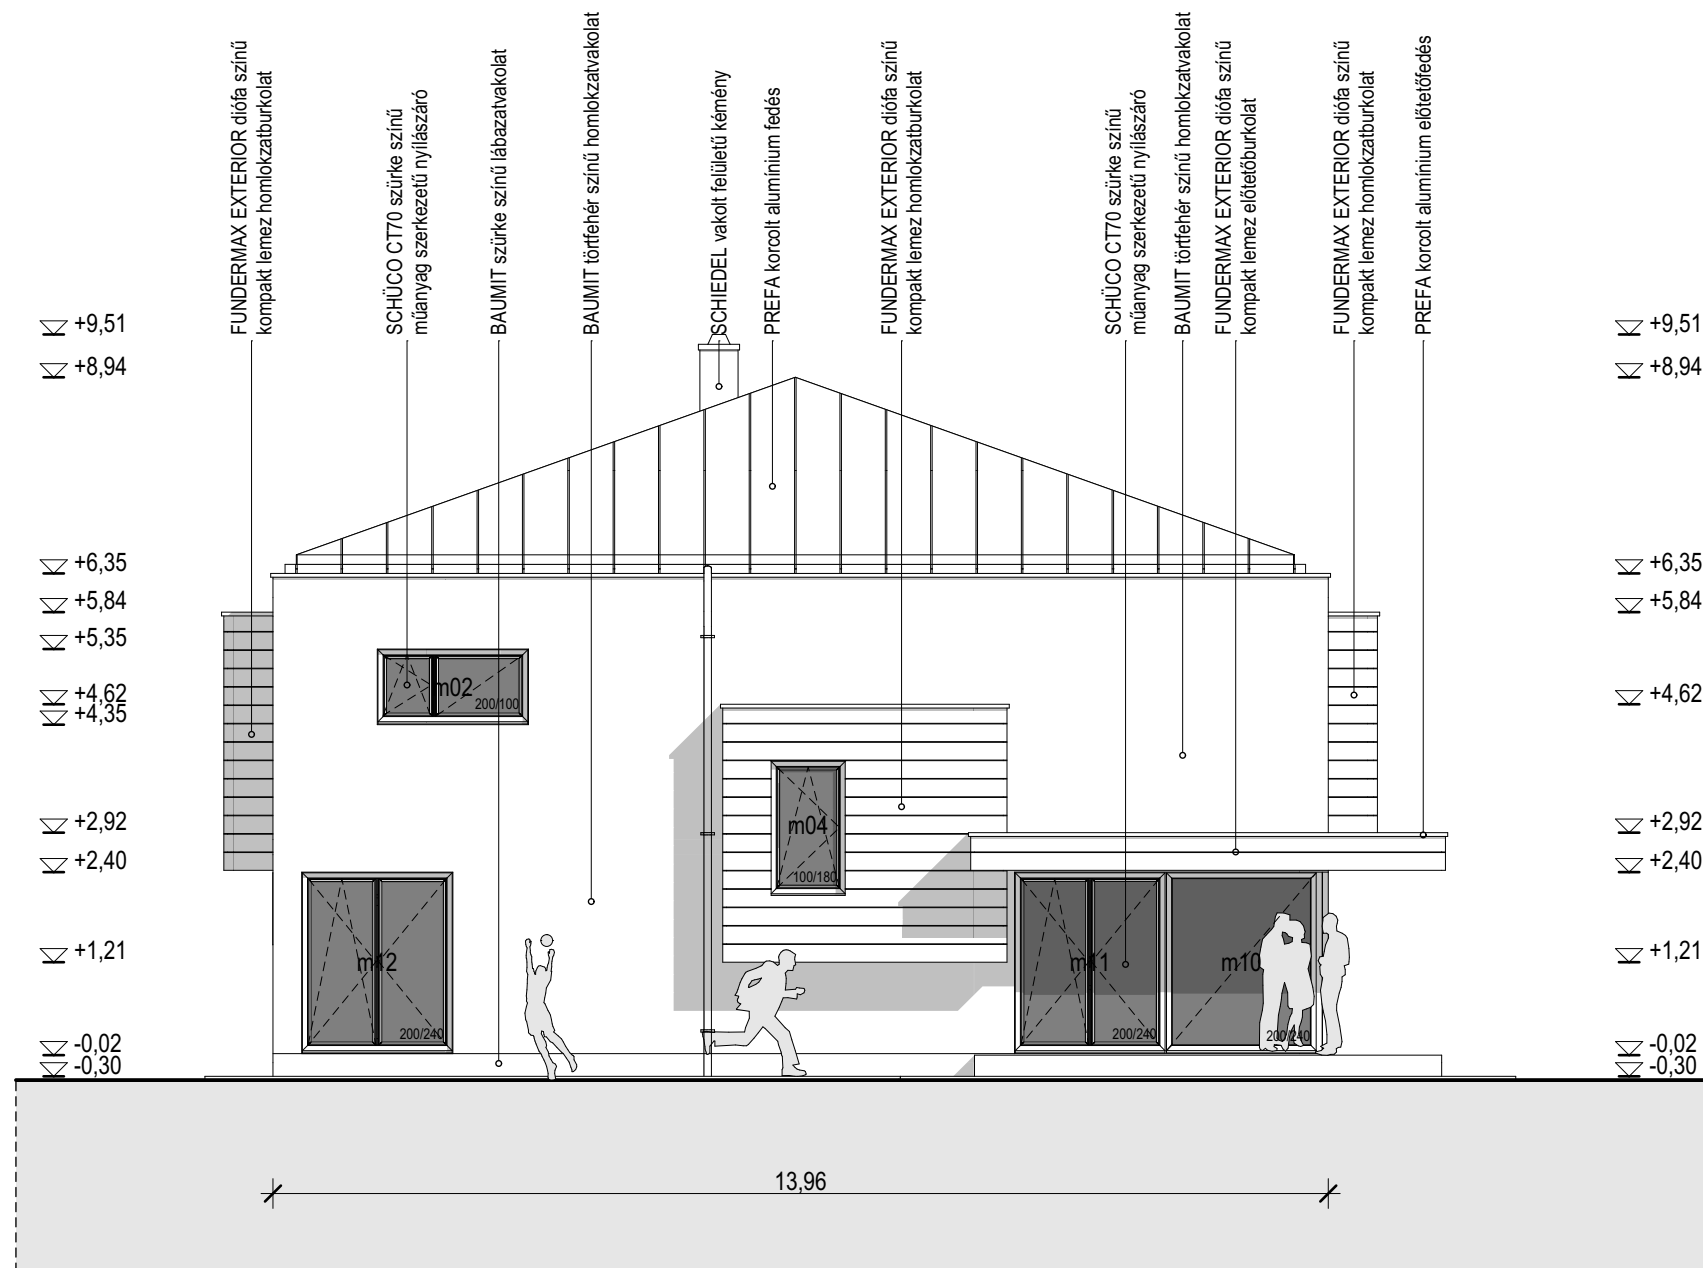 FUNDERMAX EXTERIOR diófa színű
kompakt lemez homlokzatburkolat
SCHÜCO CT70 szürke színű
műanyag szerkezetű nyílászáró
BAUMIT szürke színű lábazatvakolat
BAUMIT törtfehér színű homlokzatvakolat
SCHIEDEL vakolt felületű kémény
PREFA korcolt alumínium fedés
FUNDERMAX EXTERIOR diófa színű
kompakt lemez homlokzatburkolat
SCHÜCO CT70 szürke színű
műanyag szerkezetű nyílászáró
BAUMIT törtfehér színű homlokzatvakolat
FUNDERMAX EXTERIOR diófa színű
kompakt lemez előtetőburkolat
FUNDERMAX EXTERIOR diófa színű
kompakt lemez homlokzatburkolat
PREFA korcolt alumínium előtetőfedés
+9,51
+8,94
+6,35
+5,84
+5,35
+4,62
+4,35
+2,92
+2,40
+1,21
-0,02
-0,30
m02
200/100
m04
100/180
m12
200/240
m11
200/240
m10
200/240
+9,51
+8,94
+6,35
+5,84
+4,62
+2,92
+2,40
+1,21
-0,02
-0,30
13,96